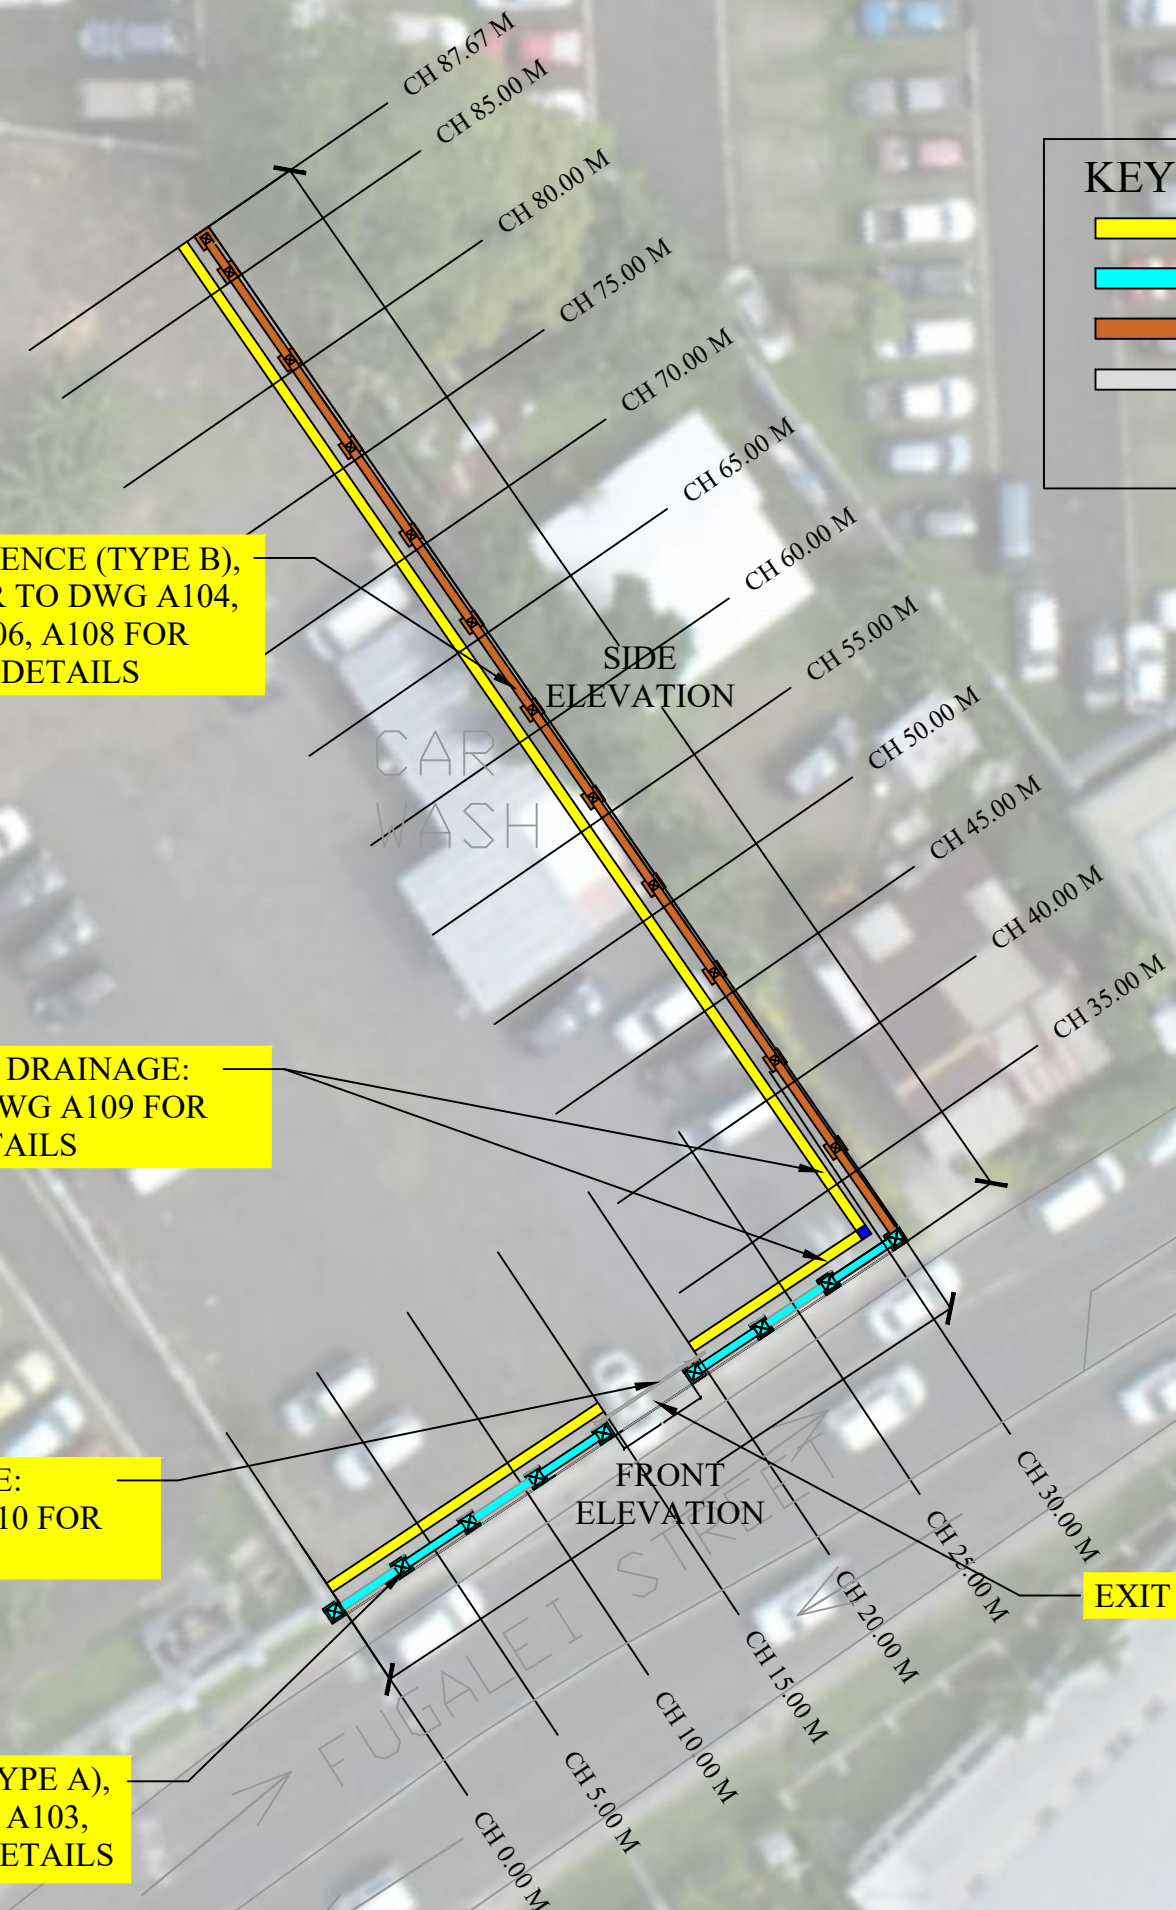 CH 87.67 M
CH 85.00 M
CH 80.00 M
CH 75.00 M
CH 70.00 M
CH 65.00 M
CH 60.00 M
CH 55.00 M
CH 50.00 M
CH 45.00 M
CH 40.00 M
CH 35.00 M
KEY
ENCE (TYPE B),
R TO DWG A104,
06, A108 FOR
DETAILS
SIDE
ELEVATION
CAR
WASH
DRAINAGE:
WG A109 FOR
TAILS
E:
10 FOR
FRONT
ELEVATION
FUGALEI STREET
EXIT
CH 30.00 M
CH 25.00 M
CH 20.00 M
CH 15.00 M
CH 10.00 M
CH 5.00 M
CH 0.00 M
YPE A),
A103,
ETAILS